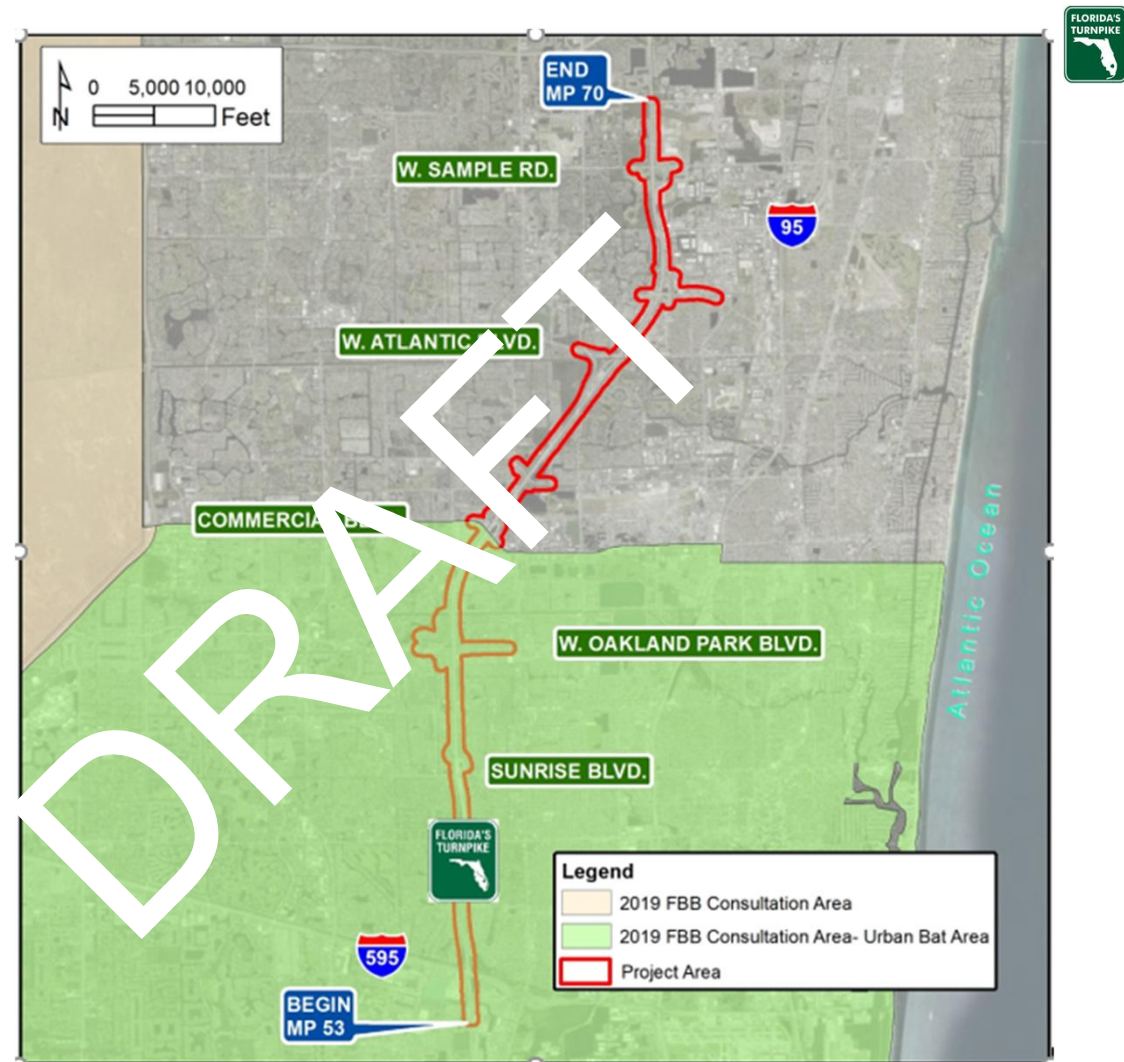 FLORIDA'S
TURNPIKE
END
MP 70
0 5,000 10,000
Feet
N
W. SAMPLE RD.
95
W. ATLANTIC BLVD.
DRAFT
COMMERCIAL
Atlantic Ocean
W. OAKLAND PARK BLVD.
SUNRISE BLVD.
FLORIDA'S
TURNPIKE
Legend
2019 FBB Consultation Area
2019 FBB Consultation Area- Urban Bat Area
Project Area
595
BEGIN
MP 53